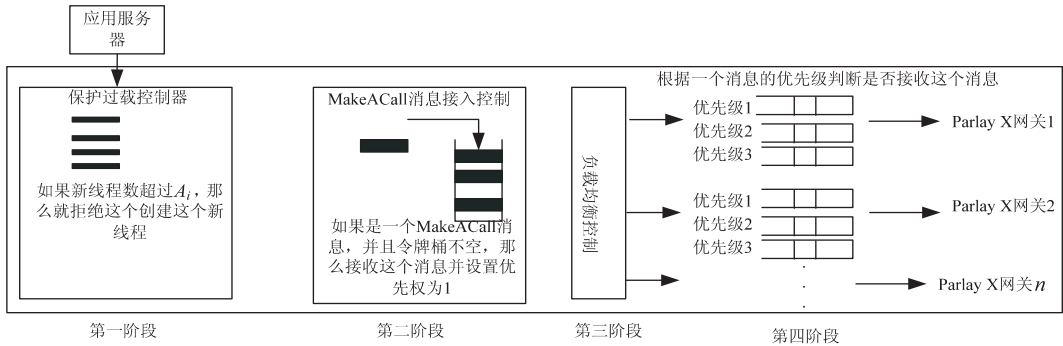 应用服务
器
保护过载控制器
如果新线程数超过Ai，那
么就拒绝这个创建这个新
线程
第一阶段
MakeACall消息接入控制
如果是一个MakeACall消
息，并且令牌桶不空，那
么接收这个消息并设置优
先权为1
第二阶段
负载均衡控制
第三阶段
根据一个消息的优先级判断是否接收这个消息
优先级1
优先级2
优先级3
Parlay X网关1
优先级1
优先级2
优先级3
Parlay X网关2
Parlay X网关n
第四阶段